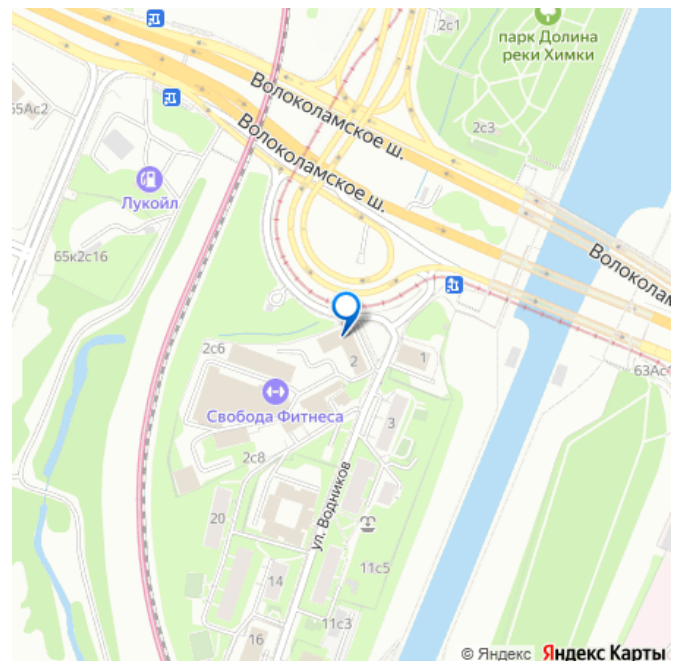 2с1
парк Долина
реки Химки
2с3
Волоколамское ш.
65Ас2
Волоколамское ш.
Лукойл
65к2с16
Волоколам
2с6
2
1
63Ас
Свобода Фитнеса
3
2с8
ул. Водников
20
14
11с5
11с3
16
© Яндекс Яндекс Карты